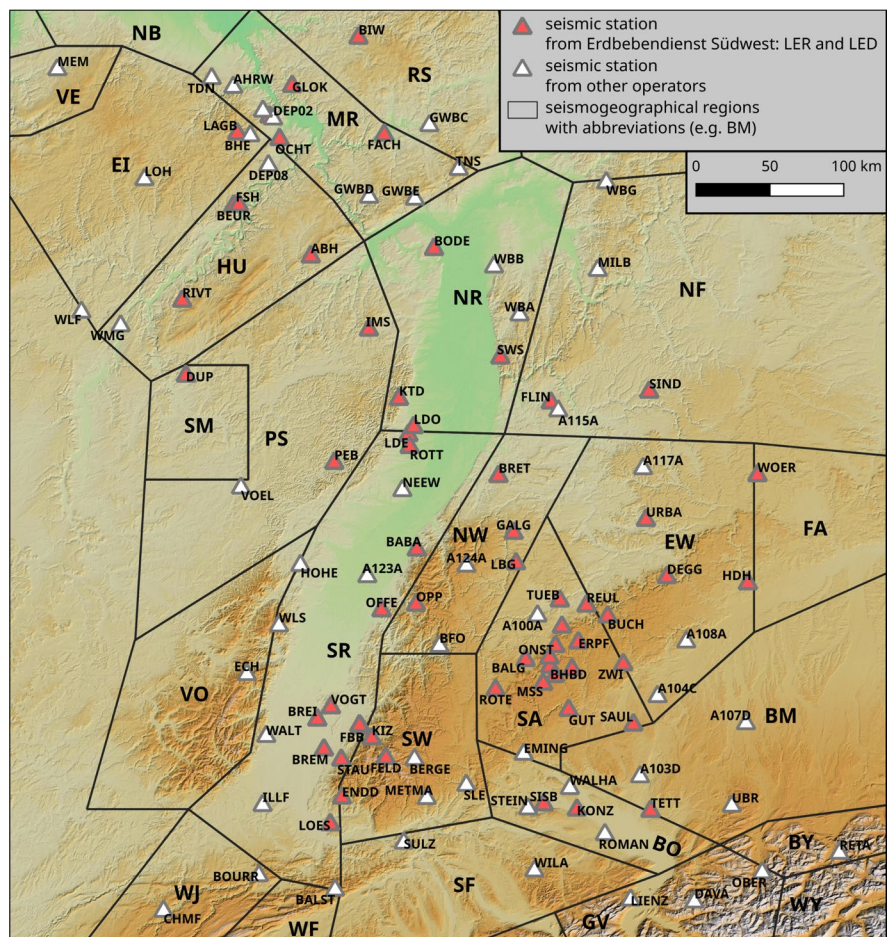 seismic station
from Erdbebendienst Südwest: LER and LED
seismic station
from other operators
seismogeographical regions
with abbreviations (e.g. BM)
0 50 100 km
NB
BIW
RS
MEM
VE
TDN
AHRW
GLOK
DEP02
MR
GWBC
LAGB
BHE
OCHT
FACH
EI
LOH
DEP08
TNS
GWBD
GWBE
WBG
FSH
BEUR
ABH
BODE
WBB
MILB
HU
RIVT
NR
NF
WLF
WMG
IMS
WBA
SWS
DUP
KTD
FLIN
A115A
SIND
SM
PS
LDO
LDE
ROTT
PEB
VOEL
NEEW
BRET
A117A
WOER
GALG
URBA
FA
NW
EW
BABA
A124A
LBG
HOHE
A123A
DEGG
HDH
OFFE
OPP
TUEB
REUL
A100A
BUCH
WLS
SR
BFO
ONST
ERPF
A108A
BALG
BHBD
ZWI
ECH
VO
ROTE
MSS
A104C
VOGT
BREI
SA
GUT
SAUL
A107D
BM
WALT
FBB
KIZ
SW
BREM
STAU
FELD
BERGE
EMING
A103D
ILLF
ENDD
METMA
SLE
WALHA
STEIN
SISB
KONZ
TETT
UBR
LOES
SULZ
ROMAN
BO
BY
RETA
BOURR
WILA
OBER
WJ
BALST
SF
LIENZ
DAVA
WY
CHMF
WF
GV